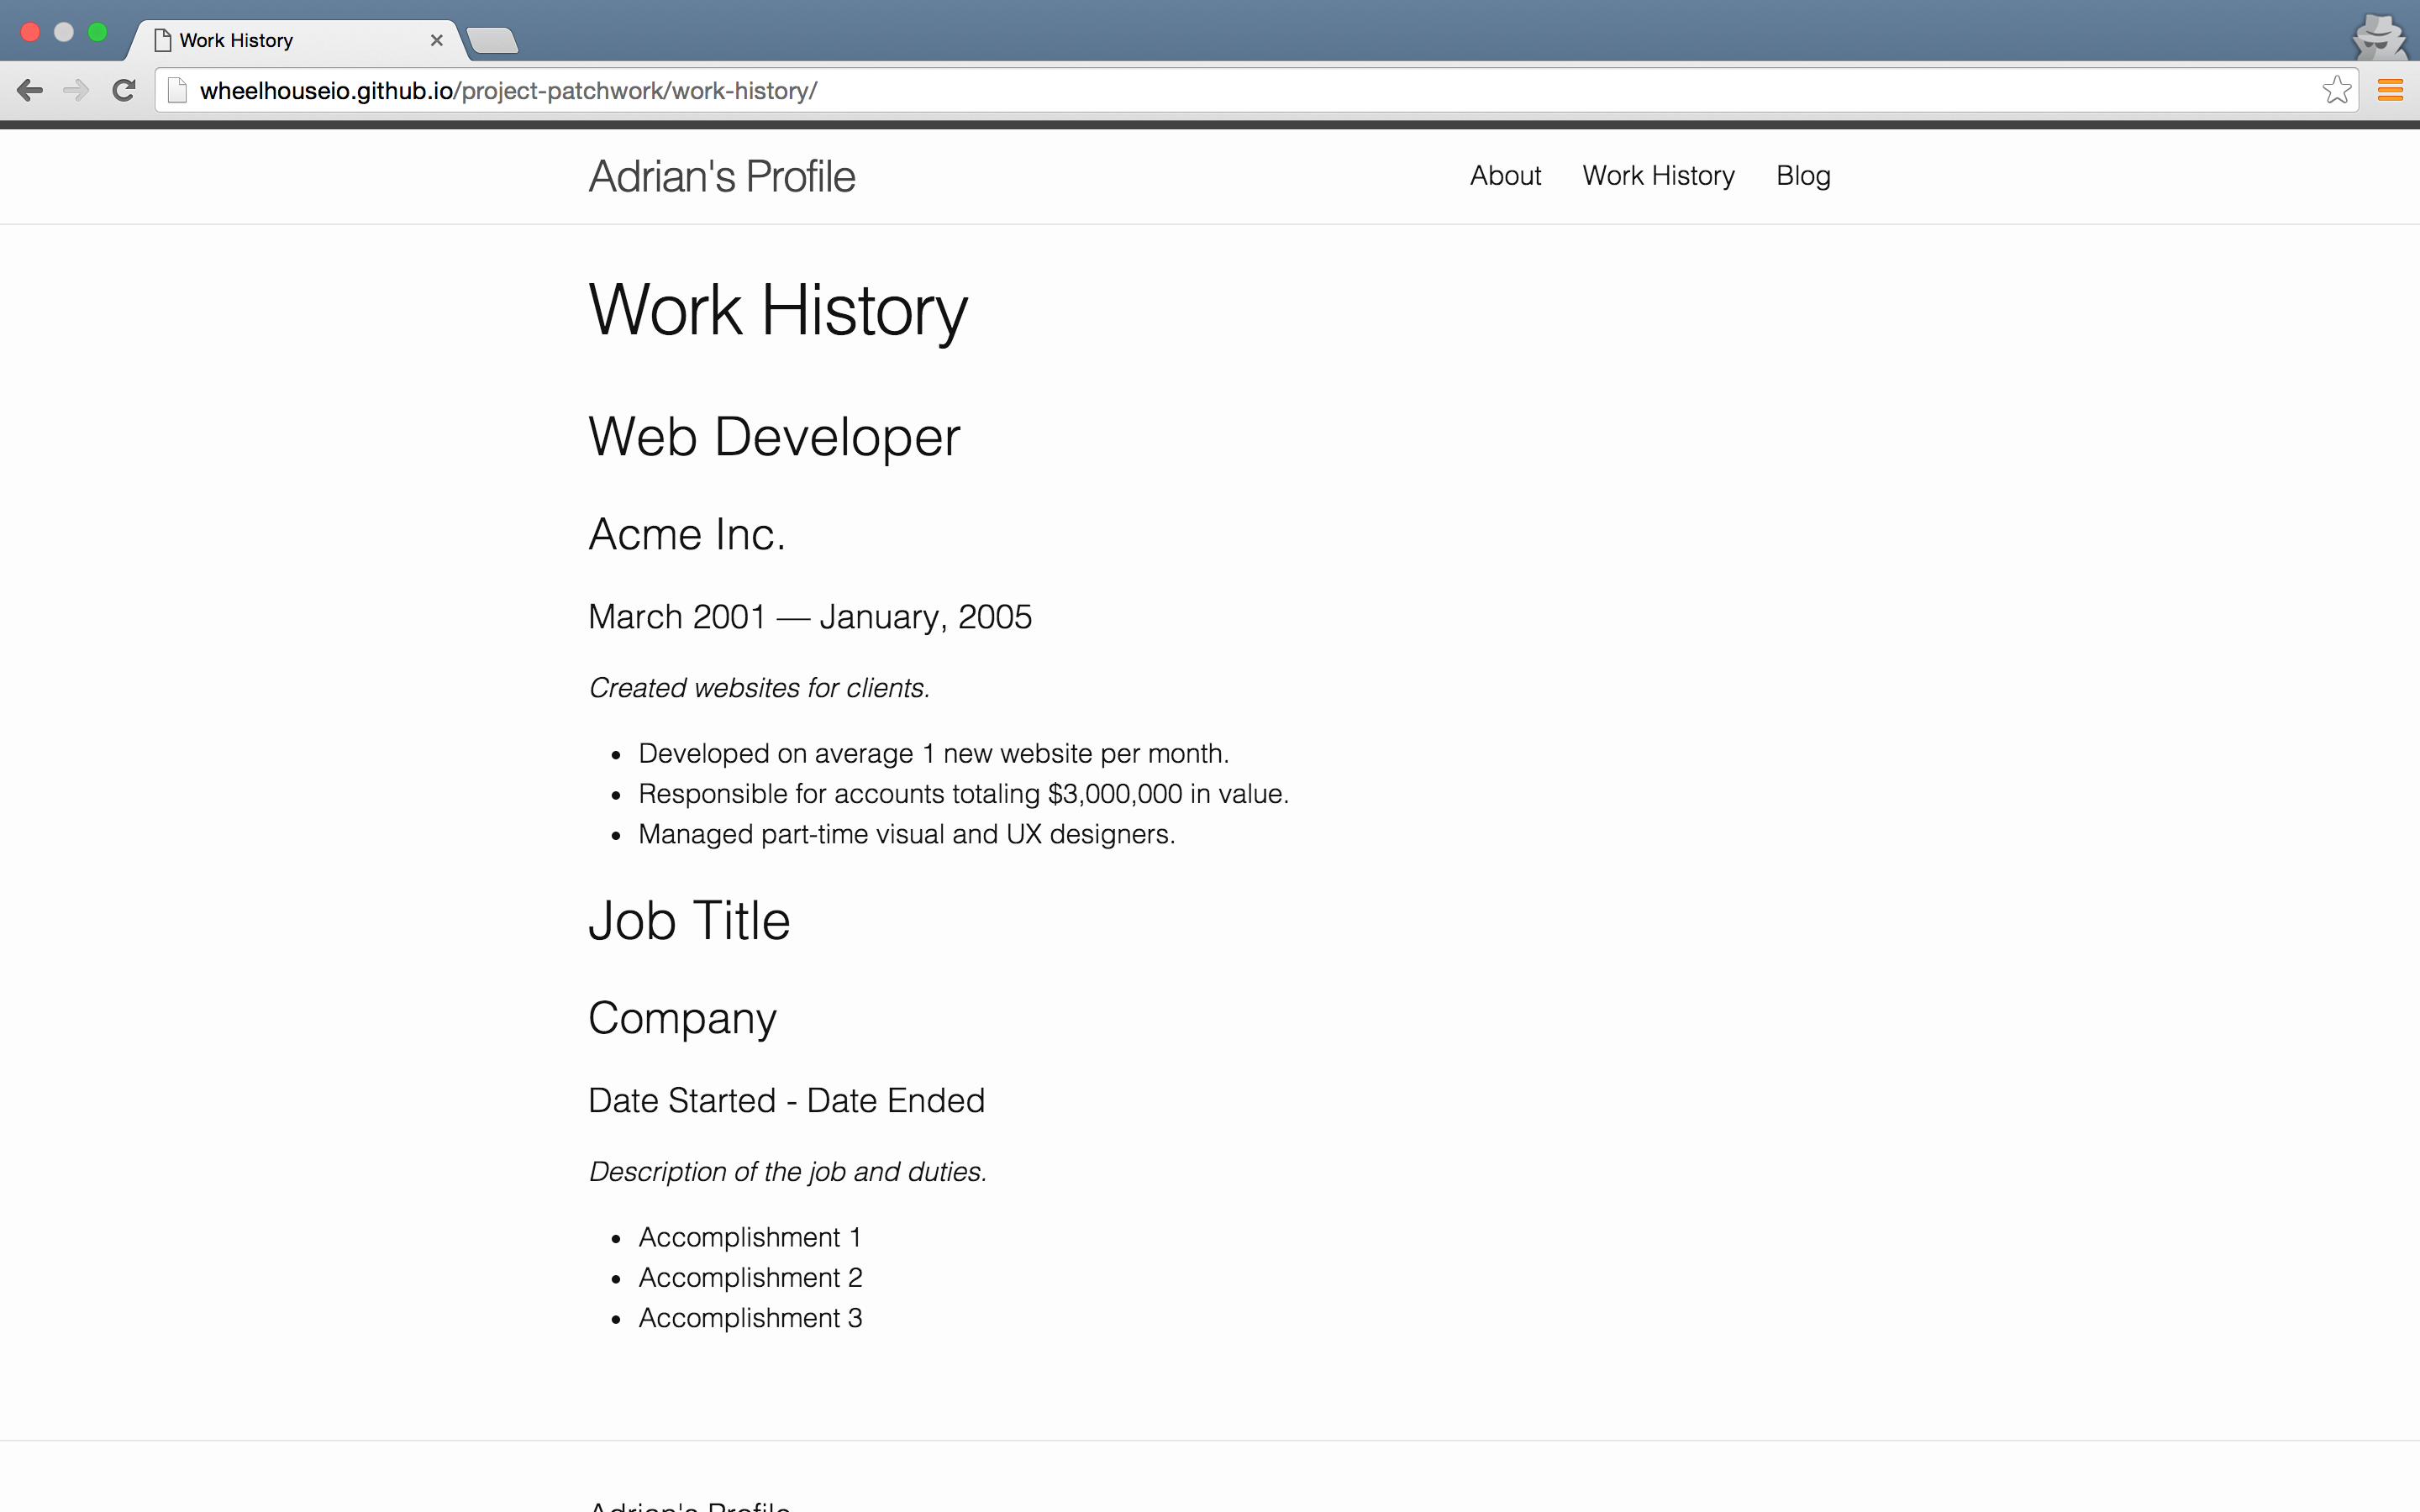 Work History
wheelhouseio.github.io/project-patchwork/work-history/
Adrian's Profile
About Work History Blog
Work History
Web Developer
Acme Inc.
March 2001 — January, 2005
Created websites for clients.
• Developed on average 1 new website per month.
• Responsible for accounts totaling $3,000,000 in value.
• Managed part-time visual and UX designers.
Job Title
Company
Date Started - Date Ended
Description of the job and duties.
• Accomplishment 1
• Accomplishment 2
• Accomplishment 3
Adrian's Profile